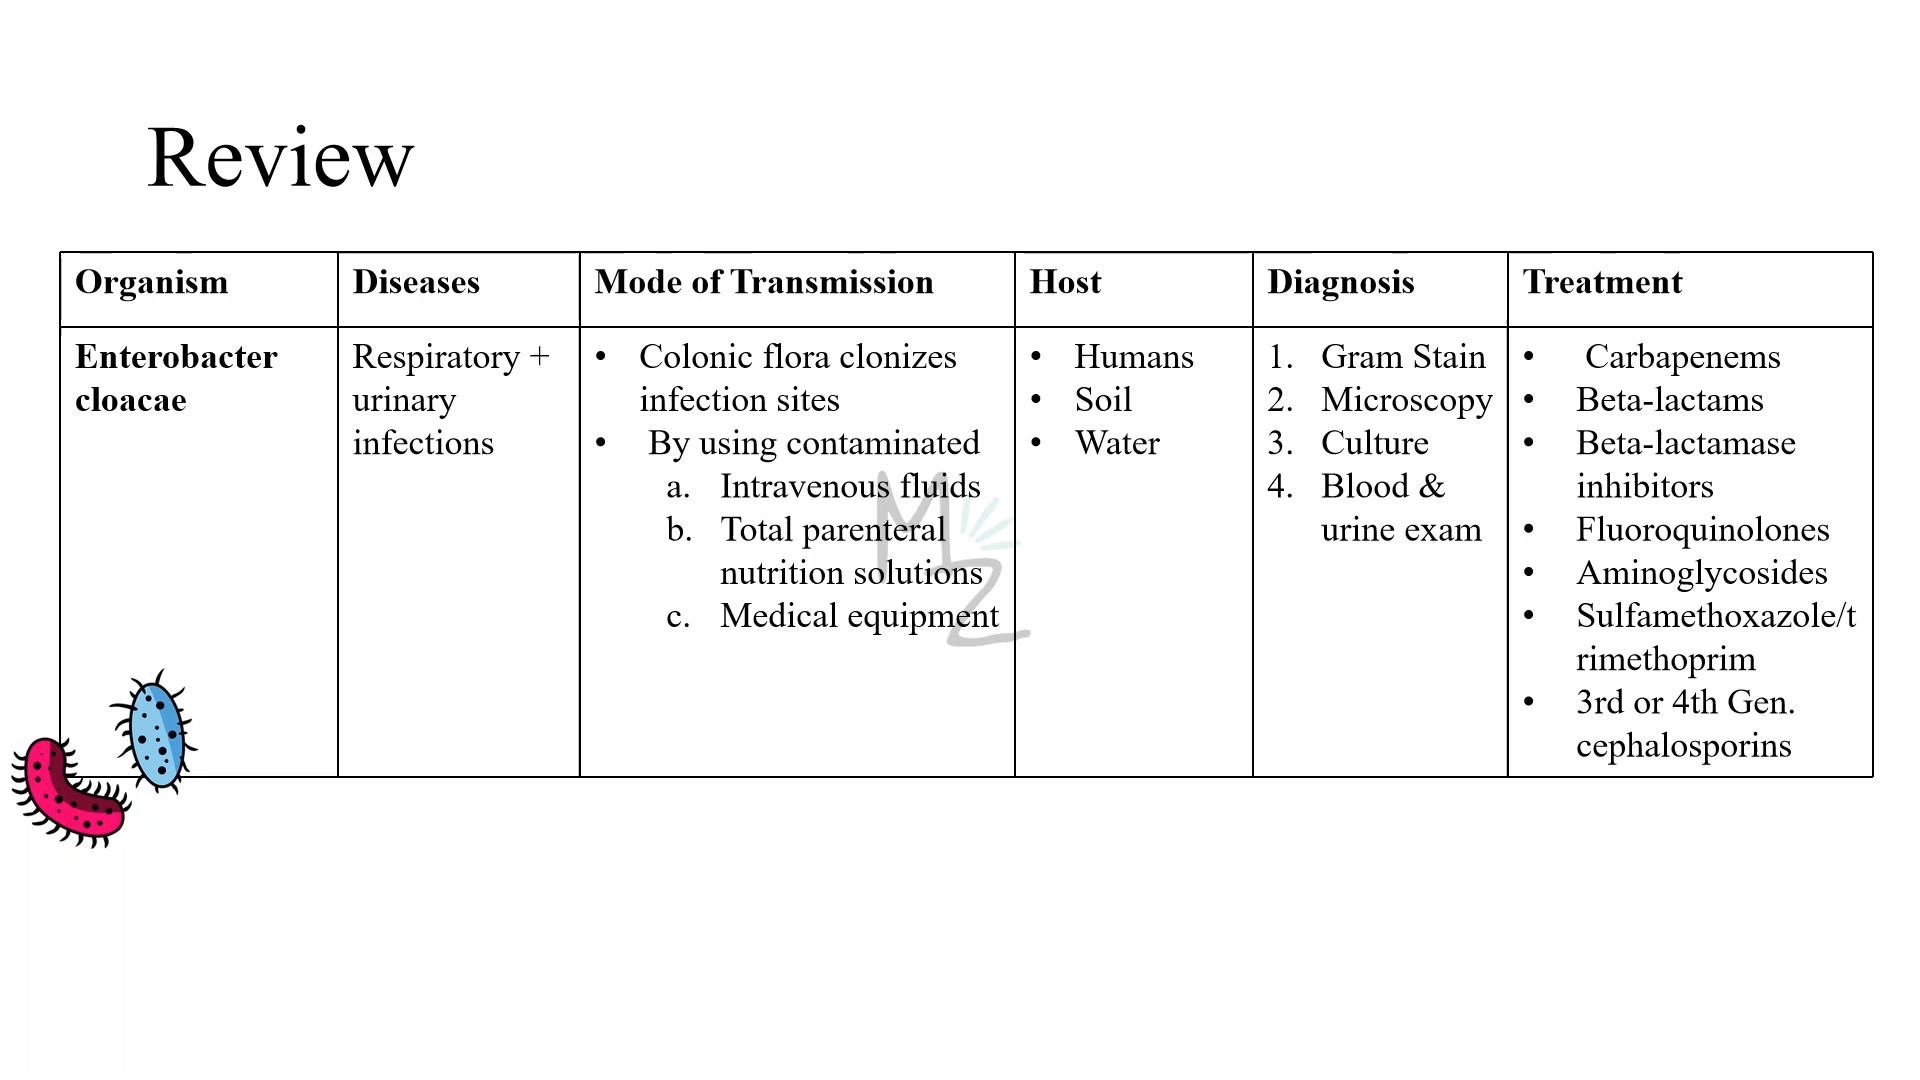 Review
Organism
Diseases
Mode of Transmission
Host
Diagnosis
Treatment
Enterobacter
cloacae
Respiratory +
urinary
infections
• Colonic flora clonizes
infection sites
• By using contaminated
a. Intravenous fluids
b. Total parenteral
nutrition solutions
c. Medical equipment
• Humans
• Soil
• Water
1. Gram Stain
2. Microscopy
3. Culture
4. Blood &
urine exam
• Carbapenems
• Beta-lactams
• Beta-lactamase
inhibitors
• Fluoroquinolones
• Aminoglycosides
• Sulfamethoxazole/t
rimethoprim
• 3rd or 4th Gen.
cephalosporins
MZ